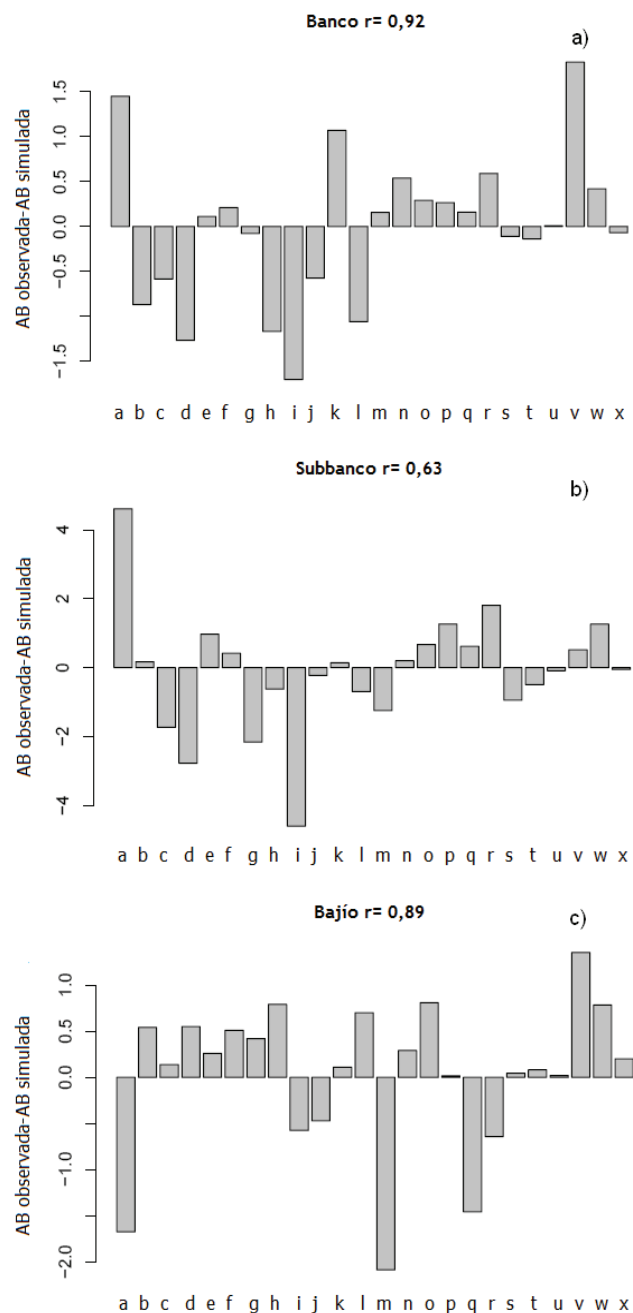 Banco r= 0,92
a)
AB observada-AB simulada
1.5
1.0
0.5
0.0
−0.5
−1.5
a b c d e f g h i j k l m n o p q r s t u v w x
Subbanco r= 0,63
b)
AB observada-AB simulada
4
2
0
−2
−4
a b c d e f g h i j k l m n o p q r s t u v w x
Bajío r= 0,89
c)
AB observada-AB simulada
1.0
0.5
0.0
−1.0
−2.0
a b c d e f g h i j k l m n o p q r s t u v w x